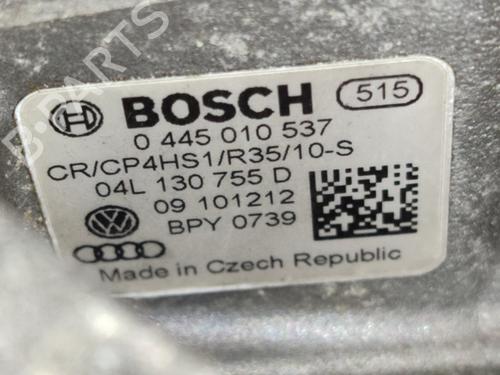 BOSCH 515
0 445 010 537
CR/CP4HS1/R35/10-S
04L 130 755 D
09 101212
BPY 0739
Made in Czech Republic
B-PARTS